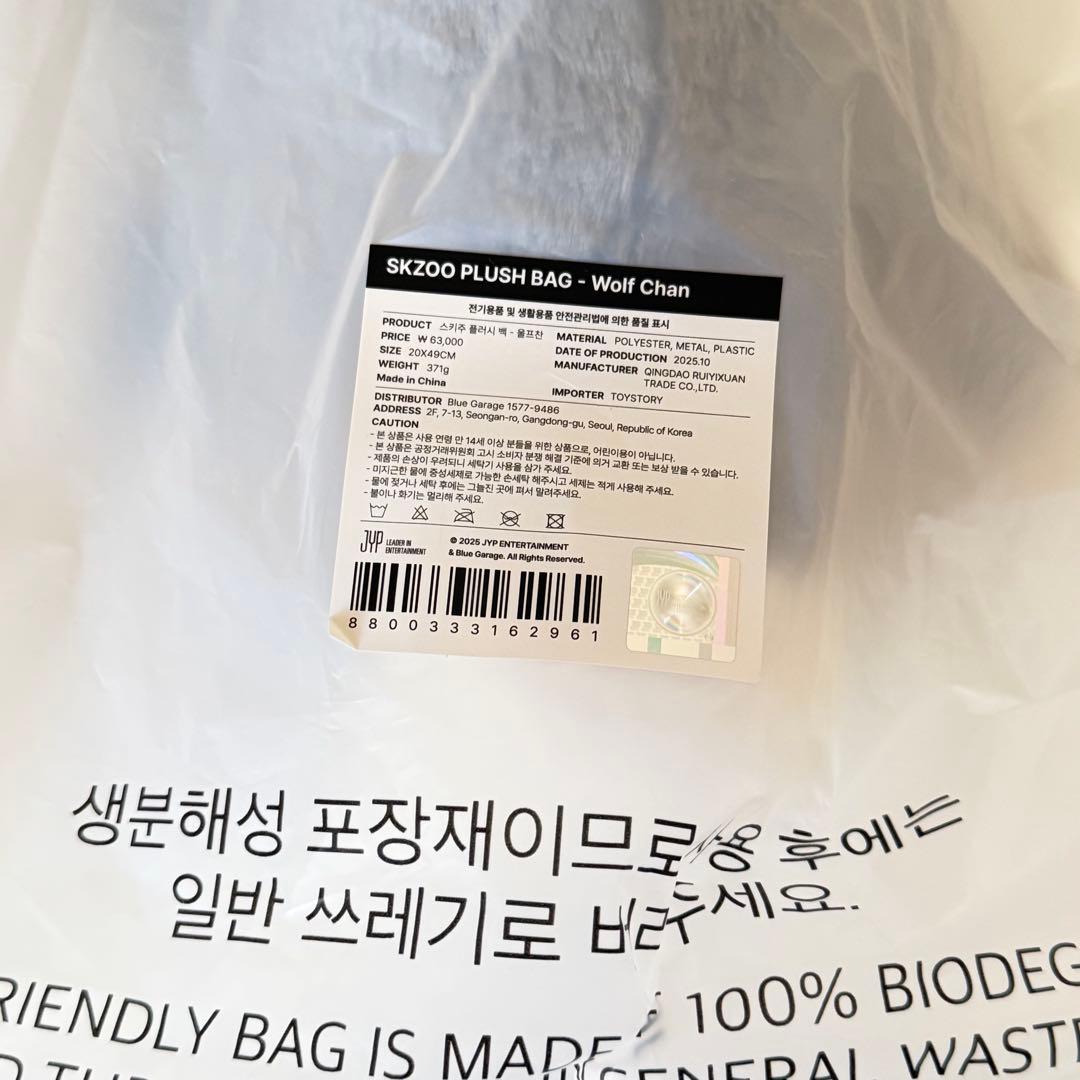 SKZOO PLUSH BAG - Wolf Chan
전기용품 및 생활용품 안전관리법에 의한 품질 표시
PRODUCT 스키주 플러시 백 - 울프찬
PRICE ₩ 63,000
SIZE 20X49CM
WEIGHT 371g
Made in China
MATERIAL POLYESTER, METAL, PLASTIC
DATE OF PRODUCTION 2025.10
MANUFACTURER QINGDAO RUIYIXUAN
TRADE CO.,LTD.
IMPORTER TOYSTORY
DISTRIBUTOR Blue Garage 1577-9486
ADDRESS 2F, 7-13, Seongan-ro, Gangdong-gu, Seoul, Republic of Korea
CAUTION
- 본 상품은 사용 연령 만 14세 이상 분들을 위한 상품으로, 어린이용이 아닙니다.
- 본 상품은 공정거래위원회 고시 소비자 분쟁 해결 기준에 의거 교환 또는 보상 받을 수 있습니다.
- 제품의 손상이 우려되니 세탁기 사용을 삼가 주세요.
- 미지근한 물에 중성세제로 가능한 손세탁 해주시고 세제는 적게 사용해 주세요.
- 물에 젖거나 세탁 후에는 그늘진 곳에 펴서 말려주세요.
- 불이나 화기는 멀리해 주세요.
JYP LEADER IN
ENTERTAINMENT
© 2025 JYP ENTERTAINMENT
& Blue Garage. All Rights Reserved.
8800333162961
생분해성 포장재이므로 사용 후에는
일반 쓰레기로 버려주세요.
RIENDLY BAG IS MADE 100% BIODEG
GENERAL WASTE